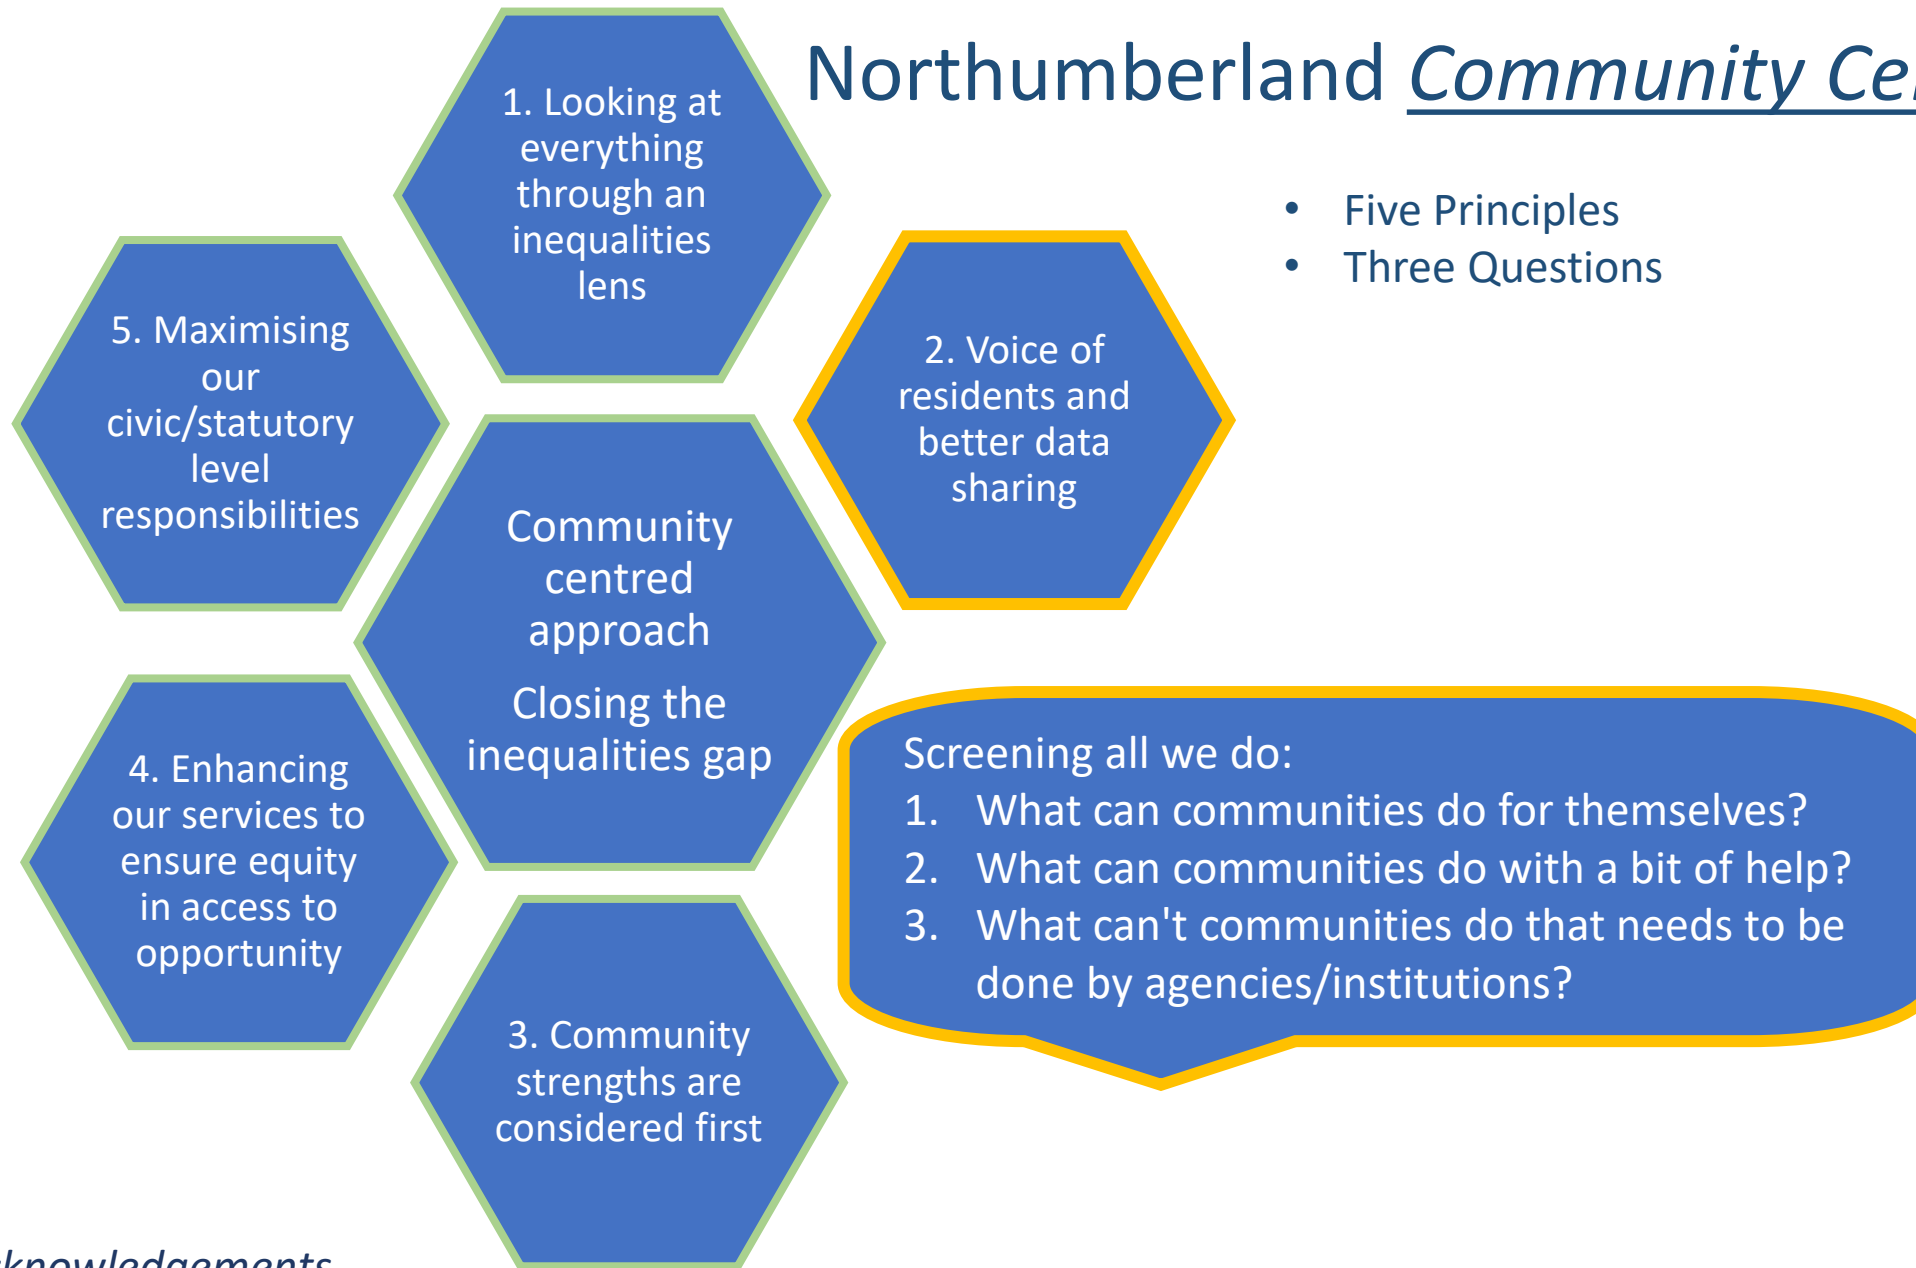 Northumberland Community Ce
• Five Principles
• Three Questions
1. Looking at
everything
through an
inequalities
lens
2. Voice of
residents and
better data
sharing
5. Maximising
our
civic/statutory
level
responsibilities
Community
centred
approach
Closing the
inequalities gap
4. Enhancing
our services to
ensure equity
in access to
opportunity
3. Community
strengths are
considered first
Screening all we do:
1. What can communities do for themselves?
2. What can communities do with a bit of help?
3. What can't communities do that needs to be
done by agencies/institutions?
knowledgements